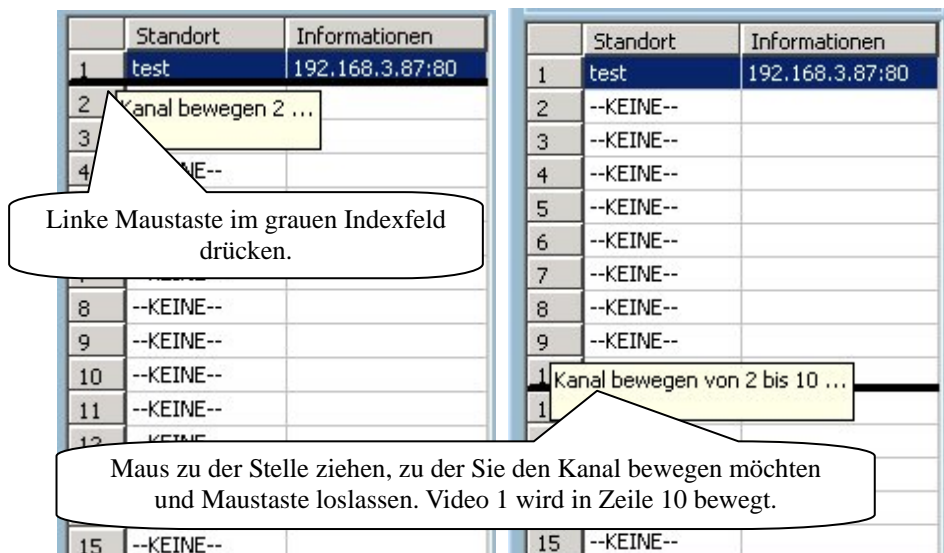 Standort Informationen
1 test 192.168.3.87:80
2 Kanal bewegen 2 ...
3
4
Linke Maustaste im grauen Indexfeld
drücken.
8 --KEINE--
9 --KEINE--
10 --KEINE--
11 --KEINE--
12 --KEINE--
15 --KEINE--
Standort Informationen
1 test 192.168.3.87:80
2 --KEINE--
3 --KEINE--
4 --KEINE--
5 --KEINE--
6 --KEINE--
7 --KEINE--
8 --KEINE--
9 --KEINE--
1 Kanal bewegen von 2 bis 10 ...
1
Maus zu der Stelle ziehen, zu der Sie den Kanal bewegen möchten
und Maustaste loslassen. Video 1 wird in Zeile 10 bewegt.
15 --KEINE--